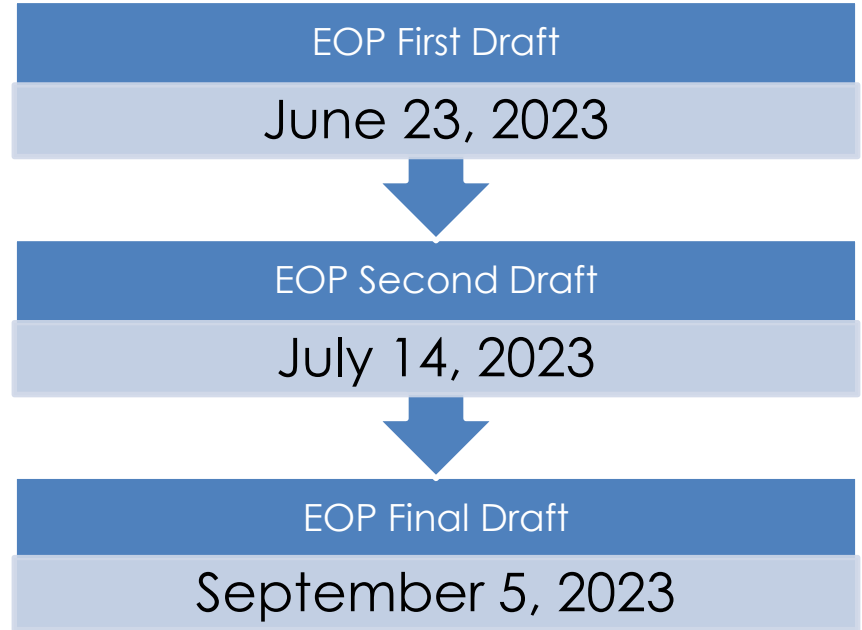 EOP First Draft
June 23, 2023
EOP Second Draft
July 14, 2023
EOP Final Draft
September 5, 2023